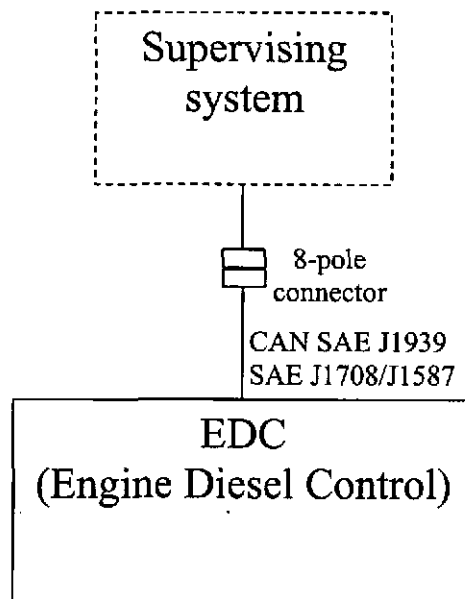 Supervising
system
8-pole
connector
CAN SAE J1939
SAE J1708/J1587
EDC
(Engine Diesel Control)